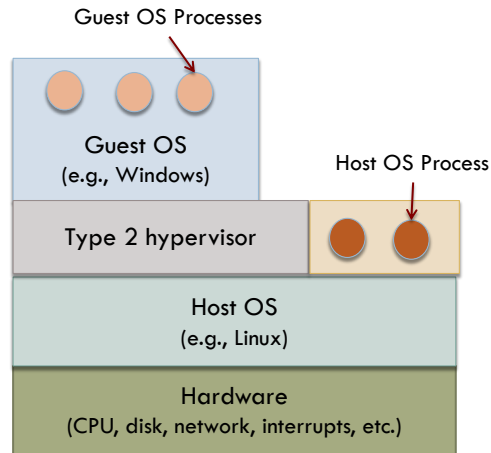 Guest OS Processes
Guest OS
(e.g., Windows)
Host OS Process
Type 2 hypervisor
Host OS
(e.g., Linux)
Hardware
(CPU, disk, network, interrupts, etc.)